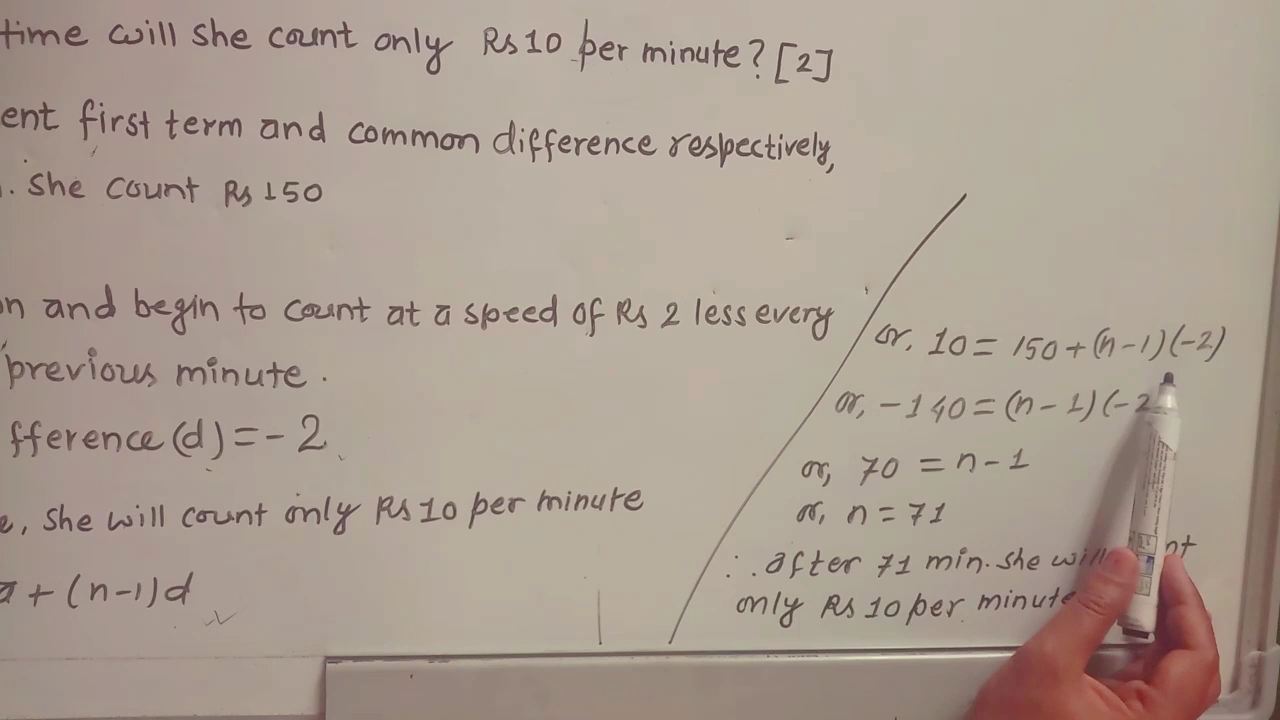 time will she count only Rs 10 per minute? [2]
ent first term and common difference respectively,
. she count Rs 150
n and begin to count at a speed of Rs 2 less every
previous minute.
fference (d) = - 2
e, she will count only Rs 10 per minute
a + (n-1)d
or, 10 = 150 + (n-1)(-2)
or, -140 = (n-1)(-2
or, 70 = n-1
or, n = 71
∴ after 71 min. she will
only Rs 10 per minute